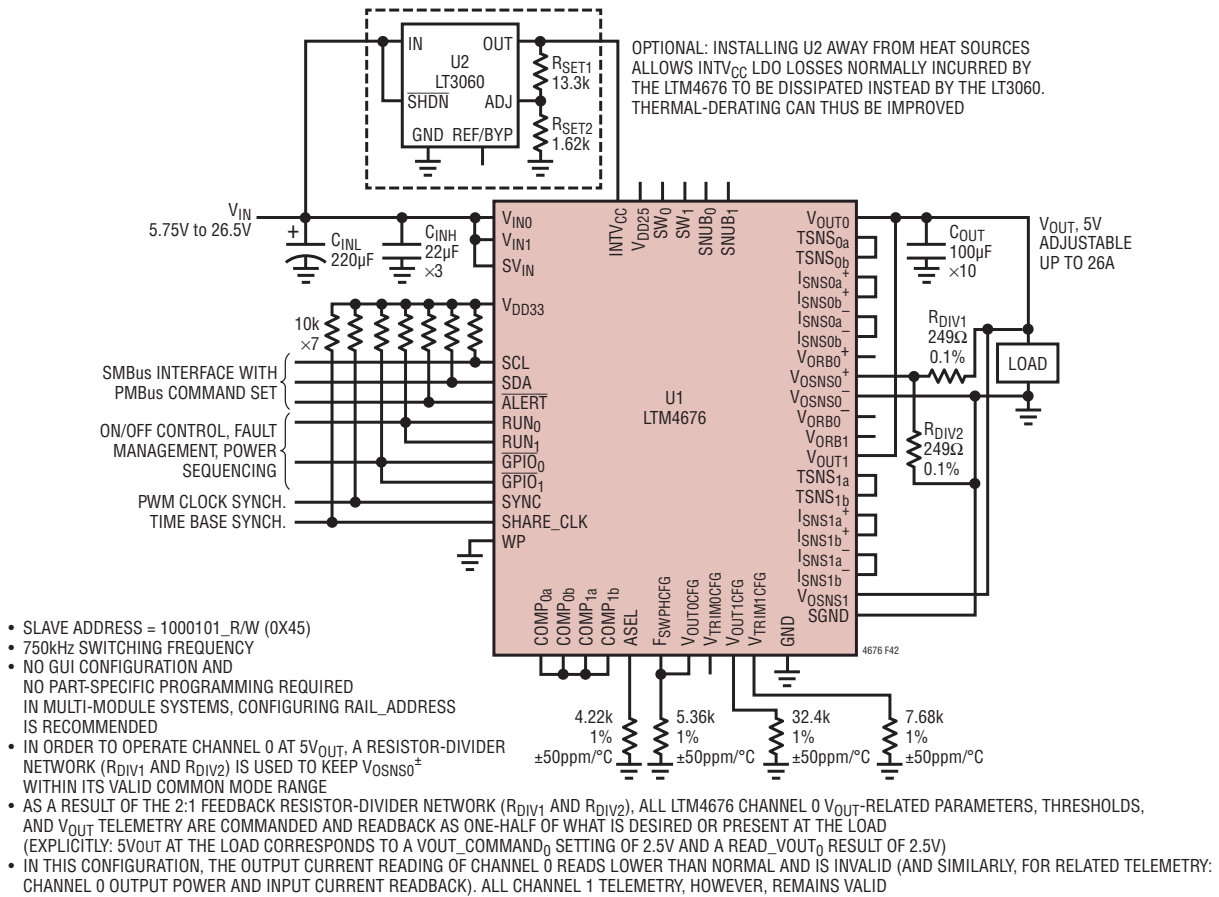 IN
OUT
U2
LT3060
SHDN
ADJ
GND
REF/BYP
RSET1
13.3k
RSET2
1.62k
OPTIONAL: INSTALLING U2 AWAY FROM HEAT SOURCES
ALLOWS INTVCC LDO LOSSES NORMALLY INCURRED BY
THE LTM4676 TO BE DISSIPATED INSTEAD BY THE LT3060.
THERMAL-DERATING CAN THUS BE IMPROVED
VIN
5.75V to 26.5V
+
CINL
220µF
CINH
22µF
×3
10k
×7
SMBus INTERFACE WITH
PMBus COMMAND SET
ON/OFF CONTROL, FAULT
MANAGEMENT, POWER
SEQUENCING
PWM CLOCK SYNCH.
TIME BASE SYNCH.
VIN0
VIN1
SVIN
VDD33
SCL
SDA
ALERT
RUN0
RUN1
GPIO0
GPIO1
SYNC
SHARE_CLK
WP
INTVCC
VDD25
SW0
SW1
SNUB0
SNUB1
U1
LTM4676
VOUT0
TSNS0a
TSNS0b
ISNS0a+
ISNS0b+
ISNS0a–
ISNS0b–
VORB0+
VOSNS0+
VOSNS0–
VORB0–
VORB1
VOUT1
TSNS1a
TSNS1b
ISNS1a+
ISNS1b+
ISNS1a–
ISNS1b–
VOSNS1
SGND
COMP0a
COMP0b
COMP1a
COMP1b
ASEL
FSWPHCFG
VOUT0CFG
VTRIM0CFG
VOUT1CFG
VTRIM1CFG
GND
COUT
100µF
×10
VOUT, 5V
ADJUSTABLE
UP TO 26A
RDIV1
249Ω
0.1%
LOAD
RDIV2
249Ω
0.1%
4676 F42
4.22k
1%
±50ppm/°C
5.36k
1%
±50ppm/°C
32.4k
1%
±50ppm/°C
7.68k
1%
±50ppm/°C
• SLAVE ADDRESS = 1000101_R/W (0X45)
• 750kHz SWITCHING FREQUENCY
• NO GUI CONFIGURATION AND
NO PART-SPECIFIC PROGRAMMING REQUIRED
IN MULTI-MODULE SYSTEMS, CONFIGURING RAIL_ADDRESS
IS RECOMMENDED
• IN ORDER TO OPERATE CHANNEL 0 AT 5VOUT, A RESISTOR-DIVIDER
NETWORK (RDIV1 AND RDIV2) IS USED TO KEEP VOSNS0±
WITHIN ITS VALID COMMON MODE RANGE
• AS A RESULT OF THE 2:1 FEEDBACK RESISTOR-DIVIDER NETWORK (RDIV1 AND RDIV2), ALL LTM4676 CHANNEL 0 VOUT-RELATED PARAMETERS, THRESHOLDS,
AND VOUT TELEMETRY ARE COMMANDED AND READBACK AS ONE-HALF OF WHAT IS DESIRED OR PRESENT AT THE LOAD
(EXPLICITLY: 5VOUT AT THE LOAD CORRESPONDS TO A VOUT_COMMAND0 SETTING OF 2.5V AND A READ_VOUT0 RESULT OF 2.5V)
• IN THIS CONFIGURATION, THE OUTPUT CURRENT READING OF CHANNEL 0 READS LOWER THAN NORMAL AND IS INVALID (AND SIMILARLY, FOR RELATED TELEMETRY:
CHANNEL 0 OUTPUT POWER AND INPUT CURRENT READBACK). ALL CHANNEL 1 TELEMETRY, HOWEVER, REMAINS VALID